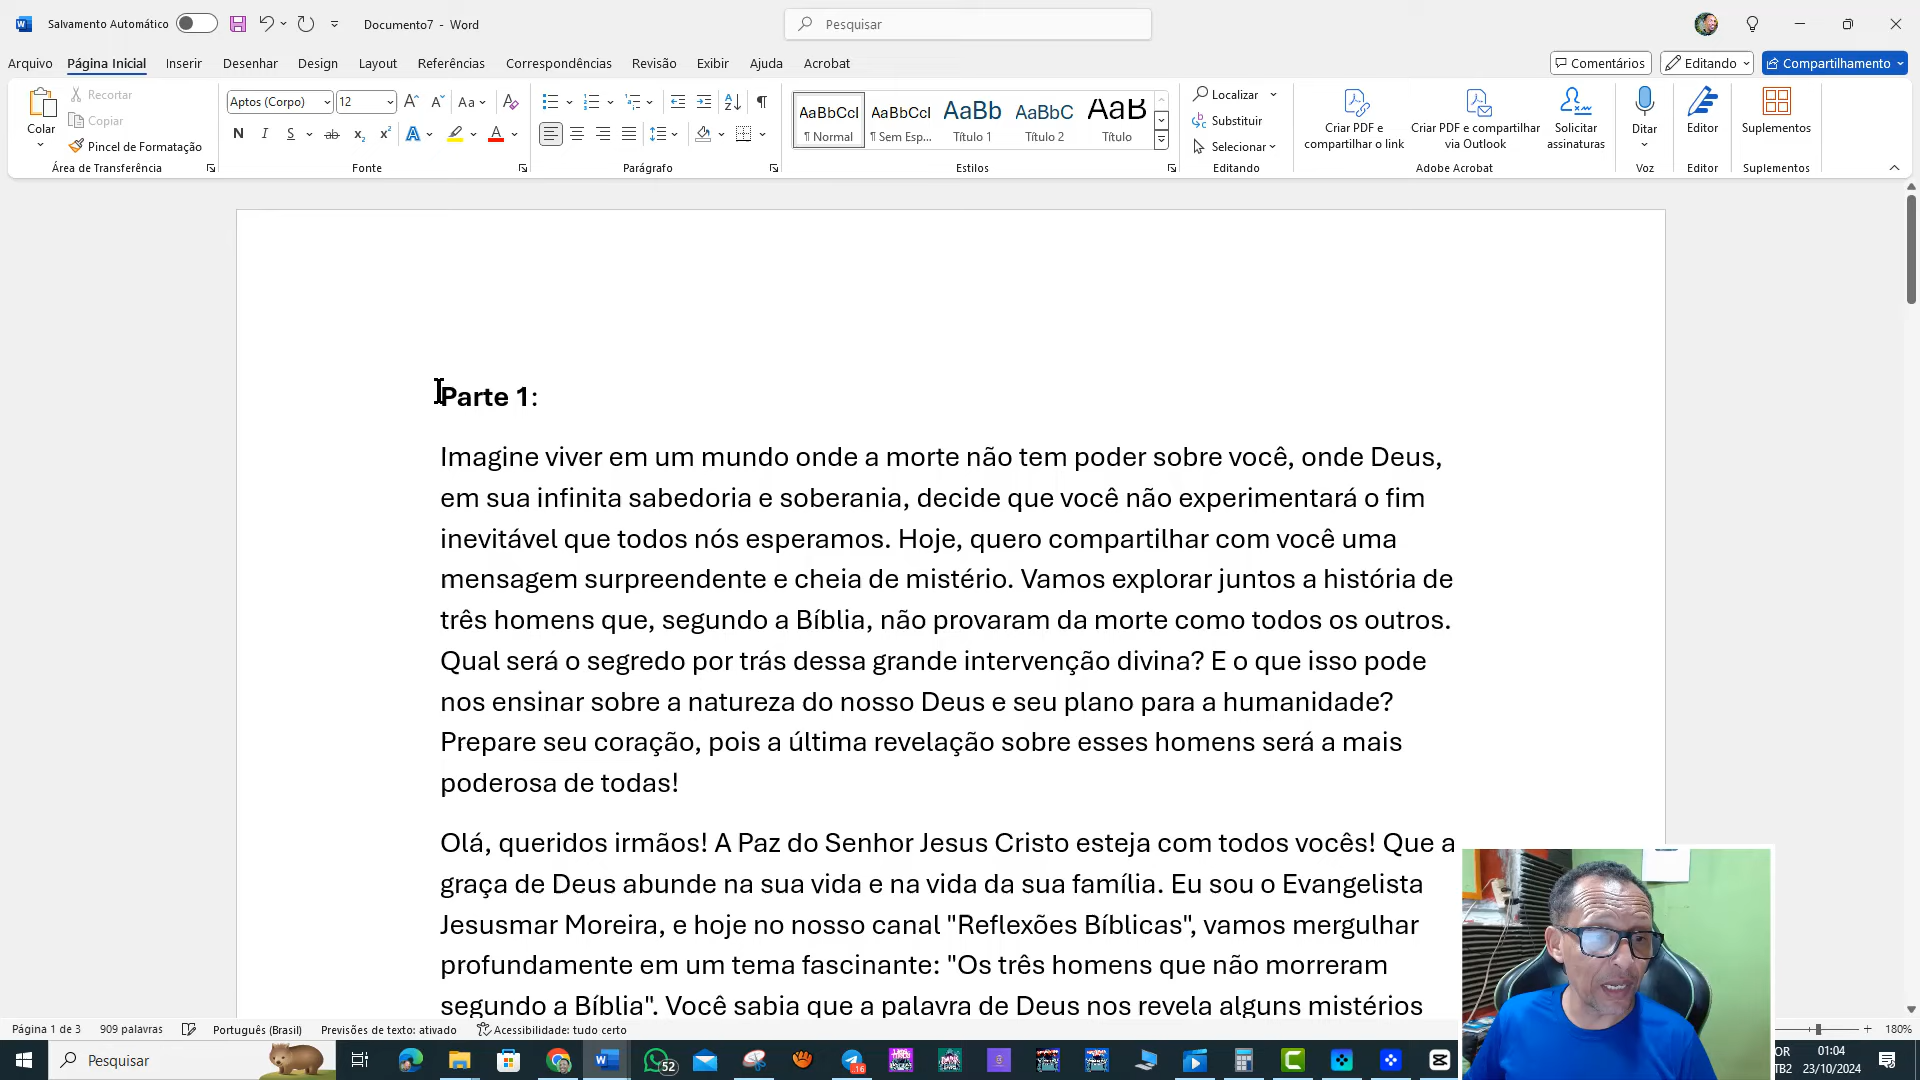 Salvamento Automático
Documento7 - Word
Pesquisar
Arquivo Página Inicial Inserir Desenhar Design Layout Referências Correspondências Revisão Exibir Ajuda Acrobat
Comentários Editando Compartilhamento
Colar
Recortar
Copiar
Pincel de Formatação
Área de Transferência
Aptos (Corpo) 12
Fonte
Parágrafo
AaBbCcI AaBbCcI AaBb AaBbC AaB
¶ Normal ¶ Sem Esp... Título 1 Título 2 Título
Estilos
Localizar
Substituir
Selecionar
Editando
Criar PDF e compartilhar o link
Criar PDF e compartilhar via Outlook
Solicitar assinaturas
Adobe Acrobat
Ditar
Voz
Editor
Editor
Suplementos
Suplementos
Parte 1:
Imagine viver em um mundo onde a morte não tem poder sobre você, onde Deus,
em sua infinita sabedoria e soberania, decide que você não experimentará o fim
inevitável que todos nós esperamos. Hoje, quero compartilhar com você uma
mensagem surpreendente e cheia de mistério. Vamos explorar juntos a história de
três homens que, segundo a Bíblia, não provaram da morte como todos os outros.
Qual será o segredo por trás dessa grande intervenção divina? E o que isso pode
nos ensinar sobre a natureza do nosso Deus e seu plano para a humanidade?
Prepare seu coração, pois a última revelação sobre esses homens será a mais
poderosa de todas!
Olá, queridos irmãos! A Paz do Senhor Jesus Cristo esteja com todos vocês! Que a
graça de Deus abunde na sua vida e na vida da sua família. Eu sou o Evangelista
Jesusmar Moreira, e hoje no nosso canal "Reflexões Bíblicas", vamos mergulhar
profundamente em um tema fascinante: "Os três homens que não morreram
segundo a Bíblia". Você sabia que a palavra de Deus nos revela alguns mistérios
Página 1 de 3 909 palavras Português (Brasil) Previsões de texto: ativado Acessibilidade: tudo certo
180%
Pesquisar
52
16
OR
TB2
01:04
23/10/2024